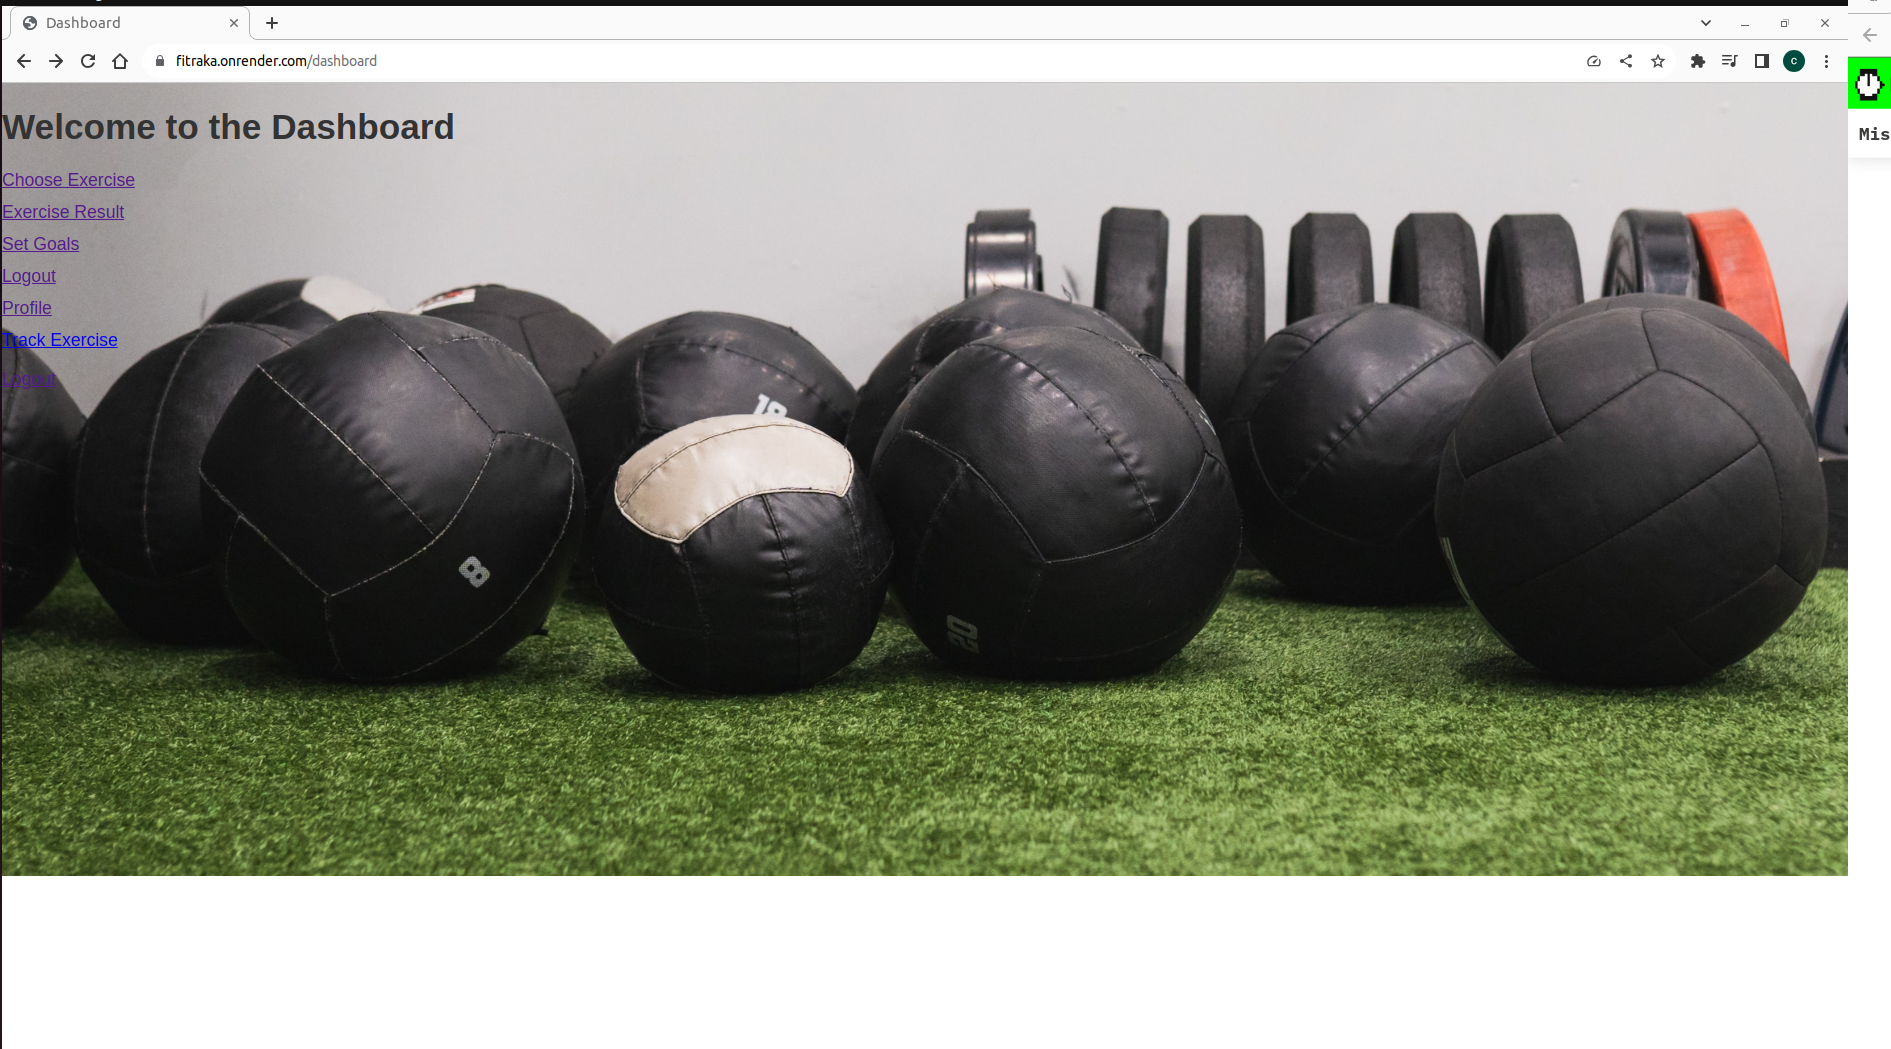 Dashboard
fitraka.onrender.com/dashboard
C
Mis
Welcome to the Dashboard
Choose Exercise
Exercise Result
Set Goals
Logout
Profile
Track Exercise
Logout
18
8
20